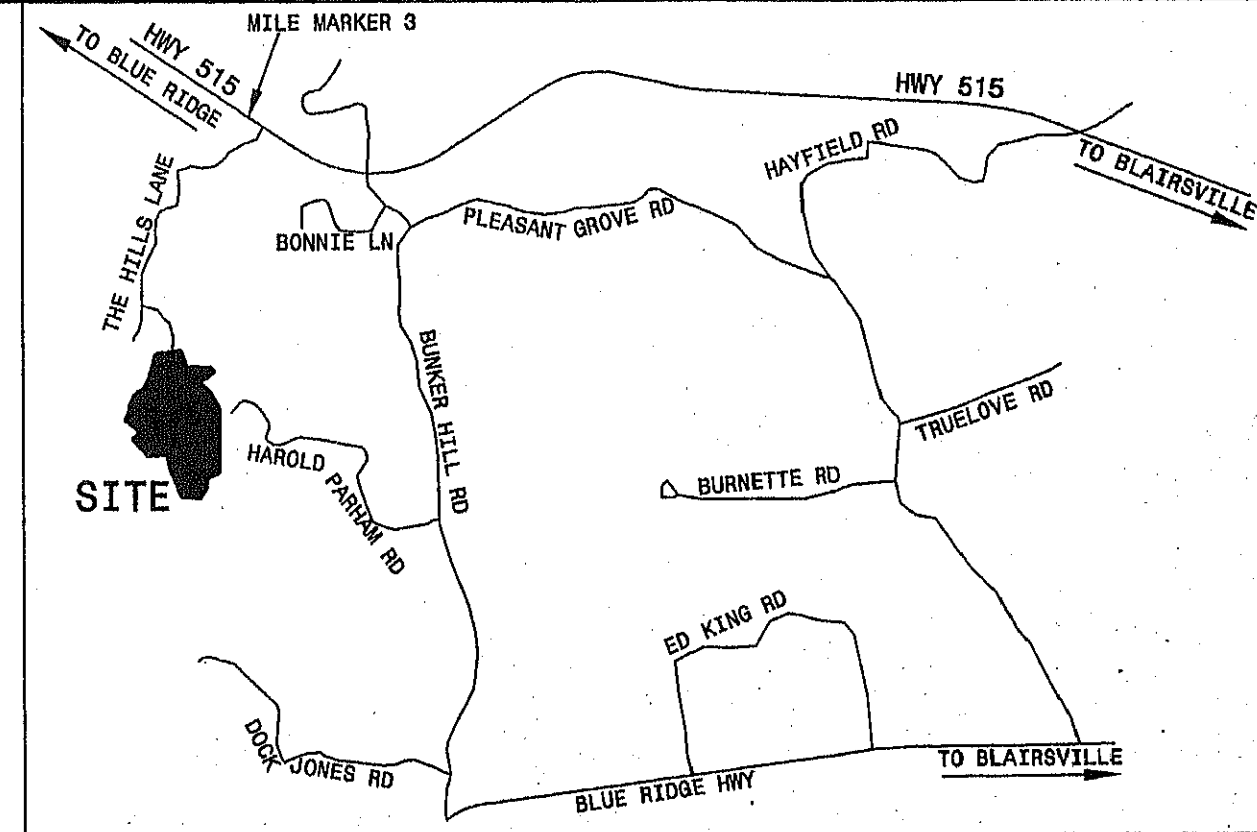 MILE MARKER 3
HWY 515
TO BLUE RIDGE
HWY 515
HAYFIELD RD
TO BLAIRSVILLE
THE HILLS LANE
PLEASANT GROVE RD
BONNIE LN
BUNKER HILL RD
TRUELOVE RD
HAROLD PARHAM RD
BURNETTE RD
SITE
ED KING RD
DOCK JONES RD
TO BLAIRSVILLE
BLUE RIDGE HWY